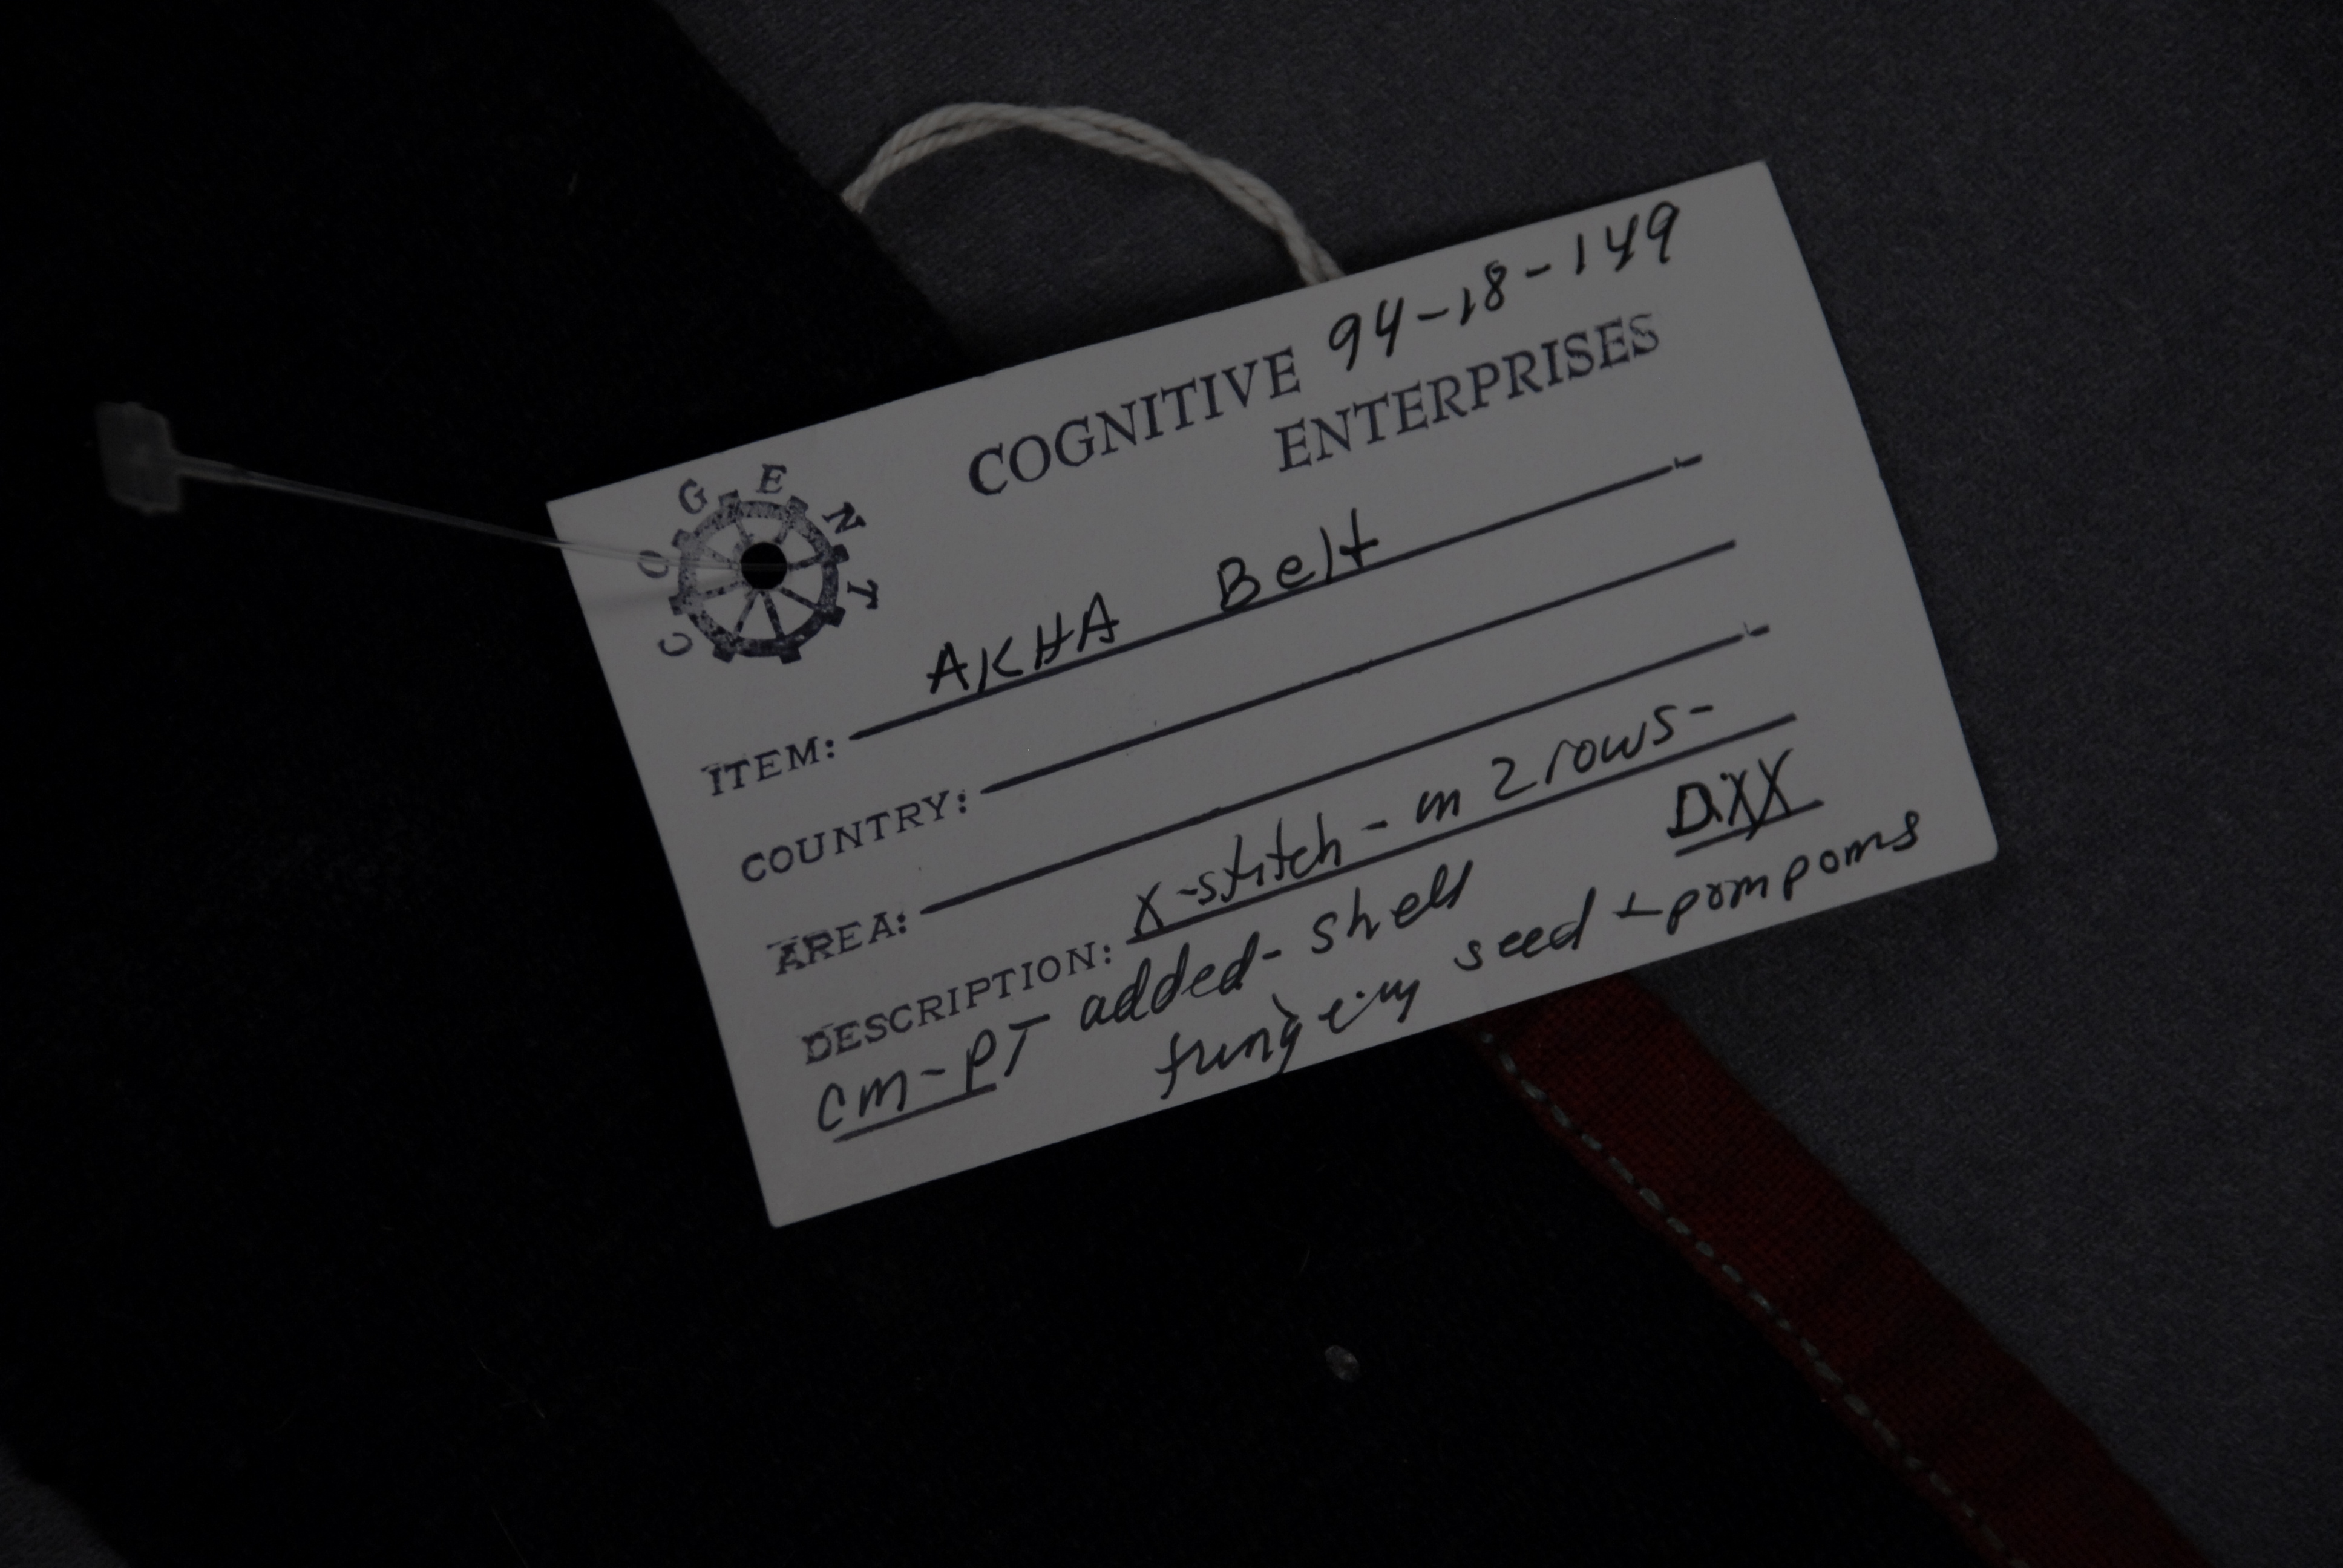 94-18-149
COGNITIVE
ENTERPRISES
COGENT
ITEM: AKHA Belt
COUNTRY:
AREA:
DESCRIPTION: X-stitch - in 2 rows -
DiXX
cm-PT added - shell
seed + pompoms